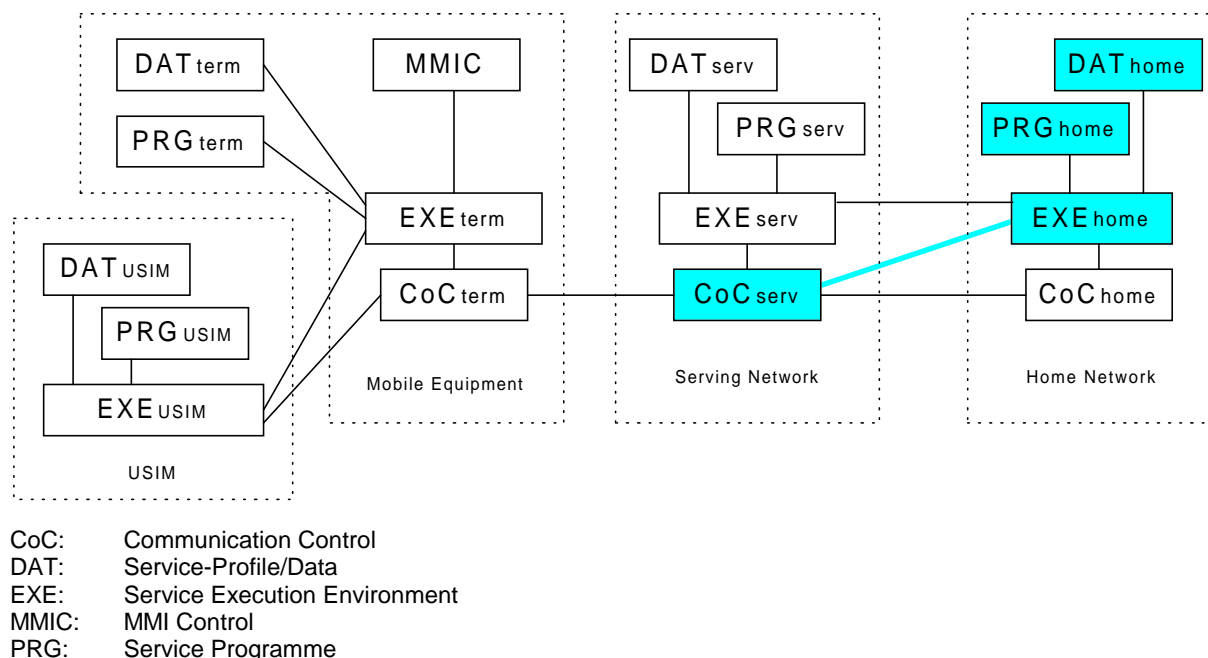 DAT term
MMIC
DAT serv
DAT home
PRG term
PRG serv
PRG home
EXE term
EXE serv
EXE home
DAT USIM
CoC term
CoC serv
CoC home
PRG USIM
Mobile Equipment
Serving Network
Home Network
EXE USIM
USIM
CoC: Communication Control
DAT: Service-Profile/Data
EXE: Service Execution Environment
MMIC: MMI Control
PRG: Service Programme